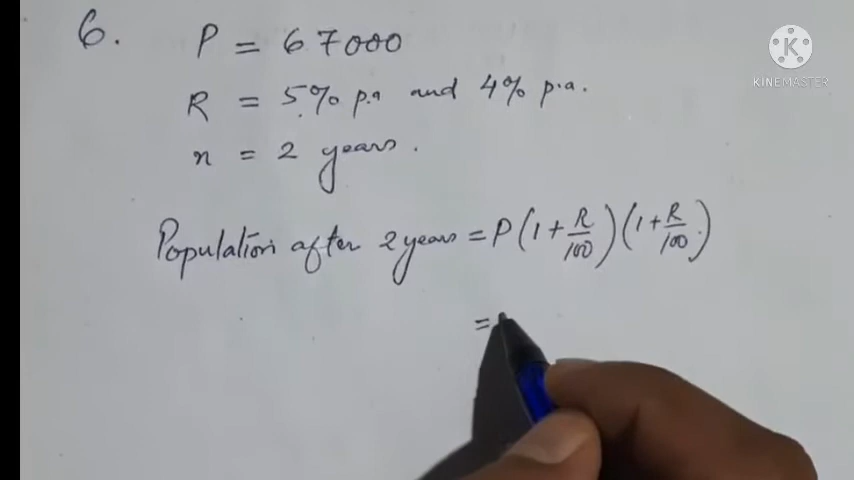 6. P = 67000
R = 5% p.a and 4% p.a.
n = 2 years.
Population after 2 years = P(1+R/100)(1+R/100)
=
K
KINEMASTER